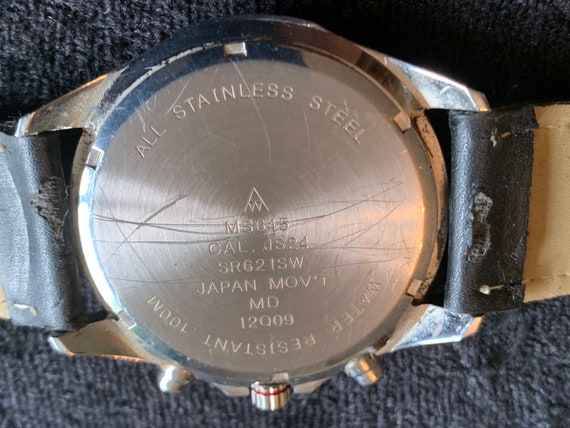 ALL STAINLESS STEEL
MS645
CAL. JS24
SR621SW
JAPAN MOV'T
MD
12Q09
WATER RESISTANT 100M